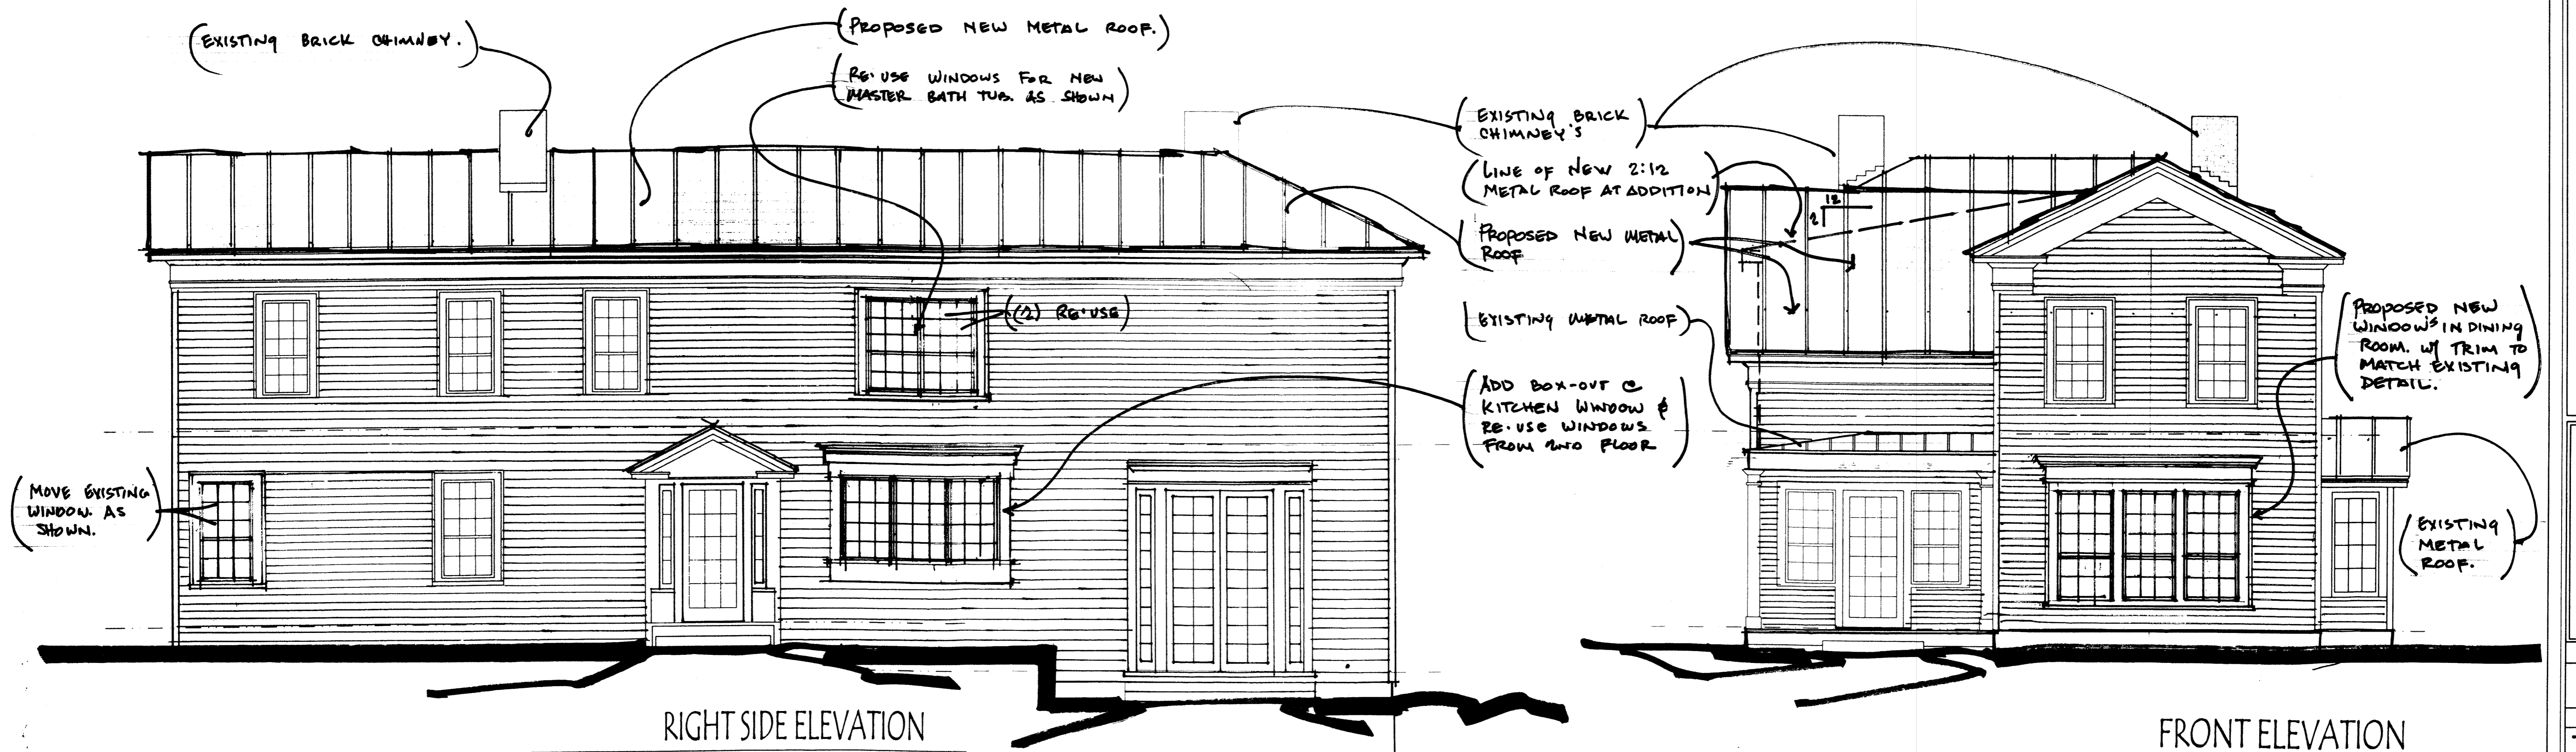 (EXISTING BRICK CHIMNEY.)
(PROPOSED NEW METAL ROOF.)
(RE-USE WINDOWS FOR NEW
MASTER BATH TUB. AS SHOWN)
(EXISTING BRICK
CHIMNEY'S
(LINE OF NEW 2:12
METAL ROOF AT ADDITION)
12
2
(PROPOSED NEW METAL
ROOF
((2) RE-USE)
(EXISTING METAL ROOF)
(PROPOSED NEW
WINDOW'S IN DINING
ROOM. W/ TRIM TO
MATCH EXISTING
DETAIL.)
(ADD BOX-OUT @
KITCHEN WINDOW &
RE-USE WINDOWS
FROM 2ND FLOOR)
(MOVE EXISTING
WINDOW. AS
SHOWN.)
(EXISTING
METAL
ROOF.)
RIGHT SIDE ELEVATION
FRONT ELEVATION